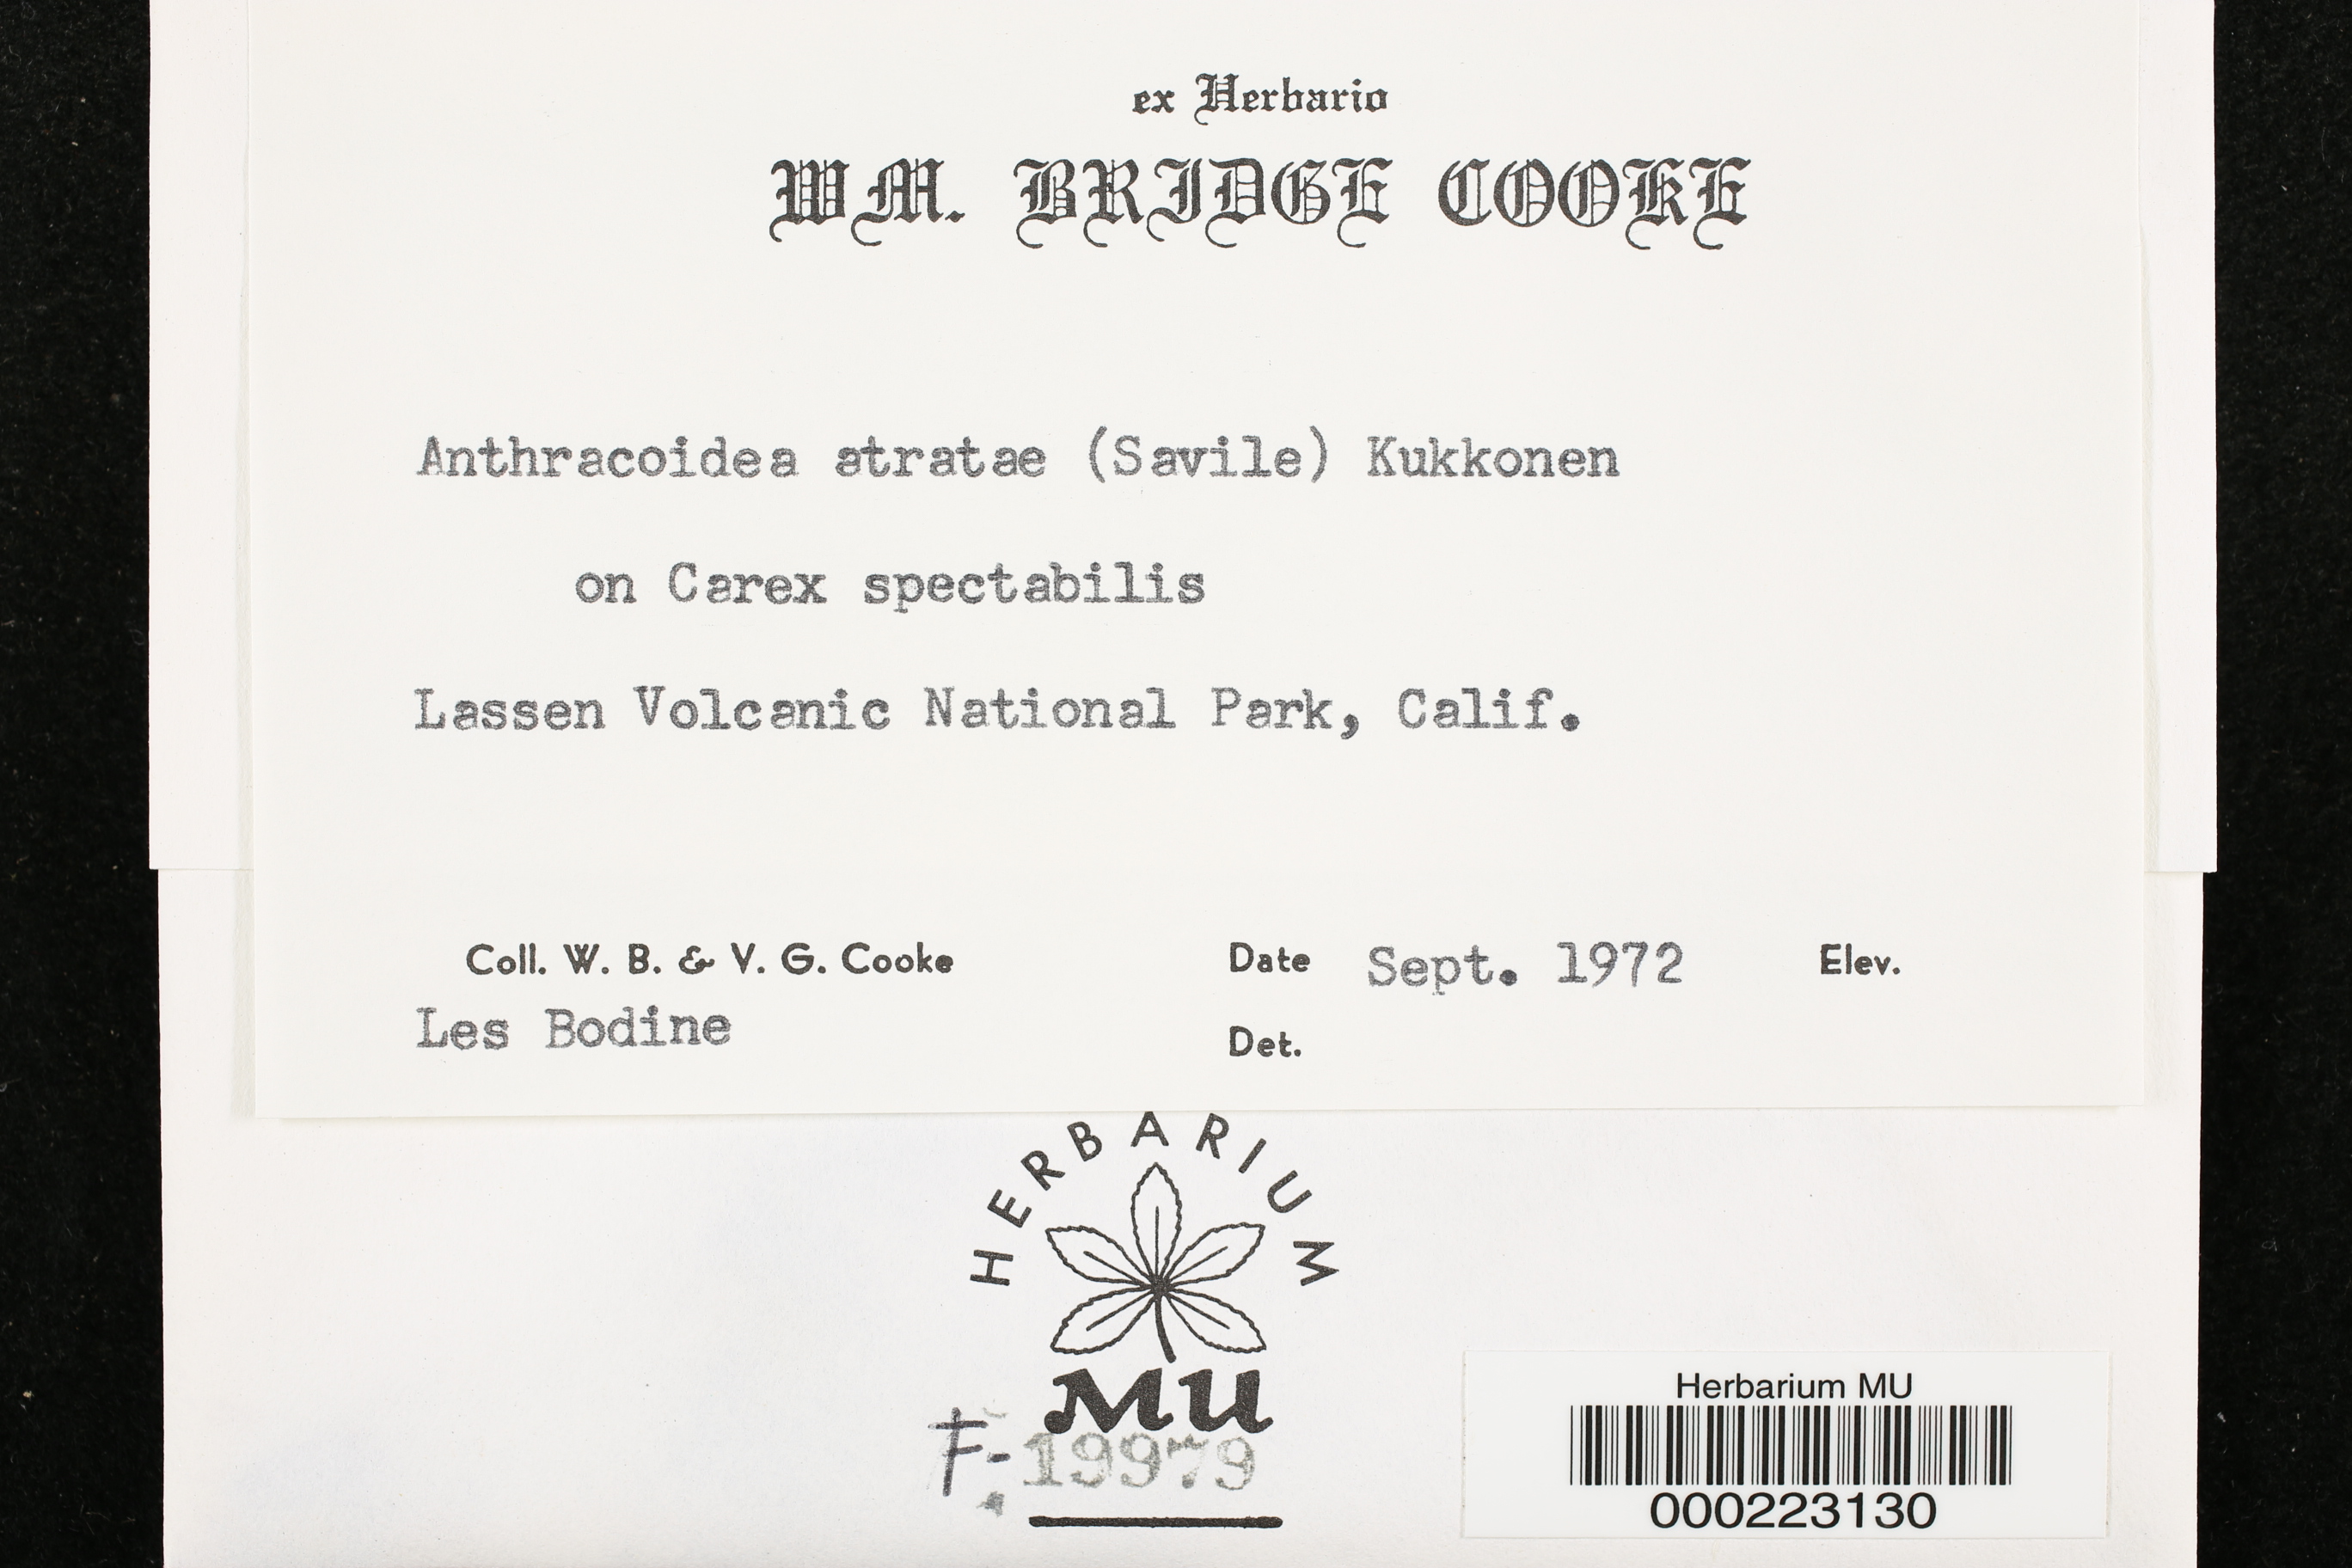 ex Herbario
WM. BRIDGE COOKE
Anthracoidea atratae (Savile) Kukkonen
on Carex spectabilis
Lassen Volcanic National Park, Calif.
Coll. W. B. & V. G. Cooke
Date Sept. 1972
Elev.
Les Bodine
Det.
HERBARIUM
MU
F-19979
Herbarium MU
000223130